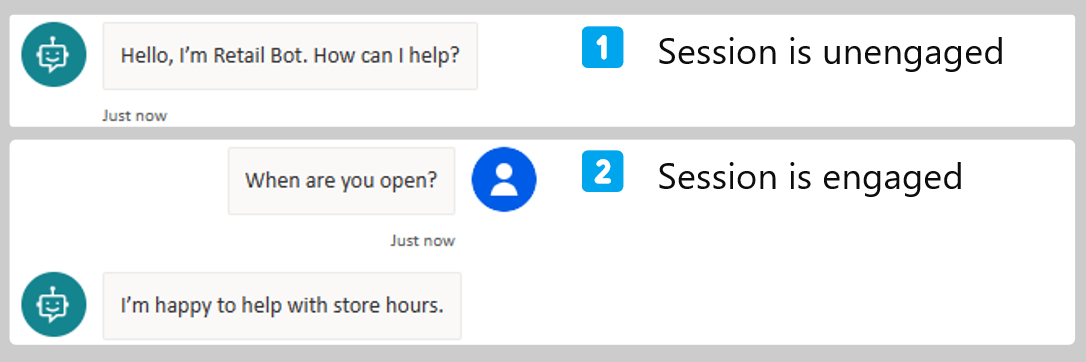 Hello, I'm Retail Bot. How can I help?
1 Session is unengaged
Just now
When are you open?
2 Session is engaged
Just now
I'm happy to help with store hours.